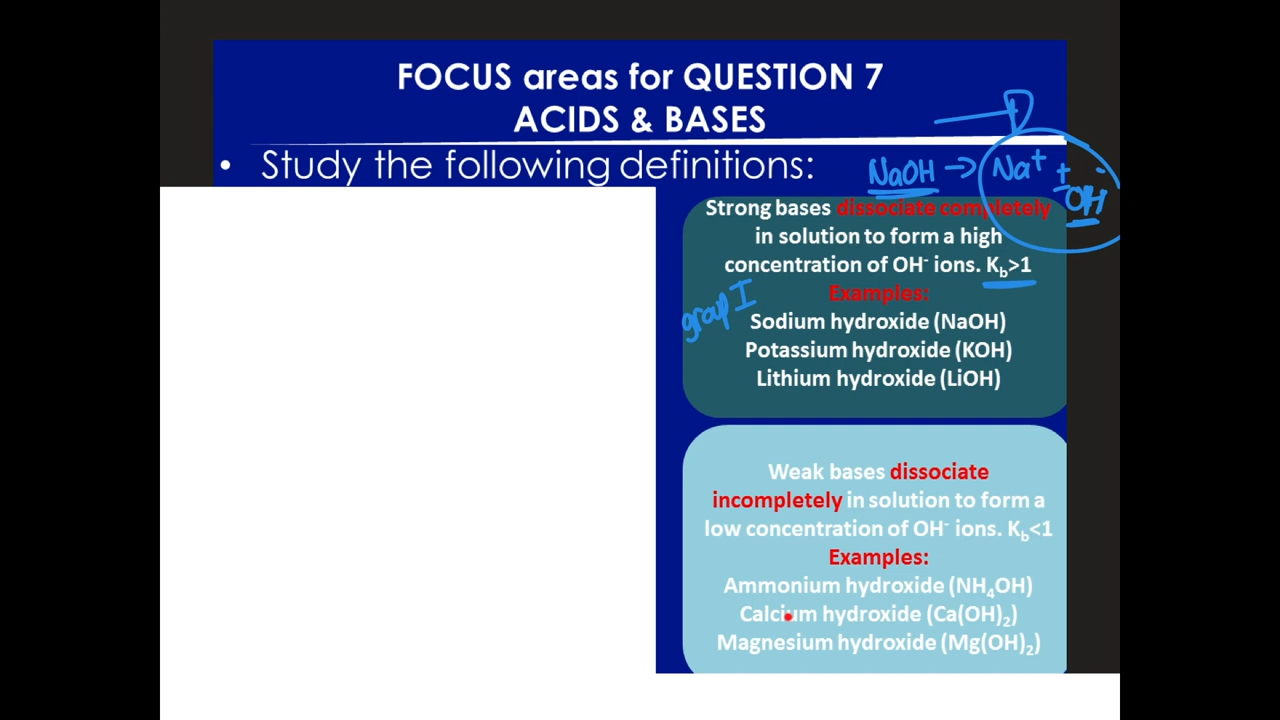 FOCUS areas for QUESTION 7
ACIDS & BASES
• Study the following definitions:
NaOH → Na⁺ + OH⁻
Strong bases dissociate completely
in solution to form a high
concentration of OH⁻ ions. K_b>1
Examples:
group I
Sodium hydroxide (NaOH)
Potassium hydroxide (KOH)
Lithium hydroxide (LiOH)
Weak bases dissociate
incompletely in solution to form a
low concentration of OH⁻ ions. K_b<1
Examples:
Ammonium hydroxide (NH₄OH)
Calcium hydroxide (Ca(OH)₂)
Magnesium hydroxide (Mg(OH)₂)